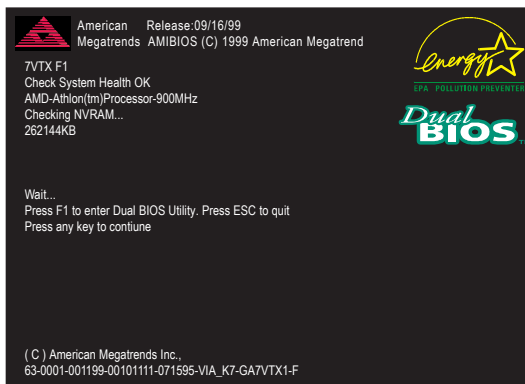 American Release:09/16/99
Megatrends AMIBIOS (C) 1999 American Megatrend
7VTX F1
Check System Health OK
AMD-Athlon(tm)Processor-900MHz
Checking NVRAM...
262144KB
energy
EPA POLLUTION PREVENTER
Dual
BIOS TM
Wait...
Press F1 to enter Dual BIOS Utility. Press ESC to quit
Press any key to contiune
( C ) American Megatrends Inc.,
63-0001-001199-00101111-071595-VIA_K7-GA7VTX1-F